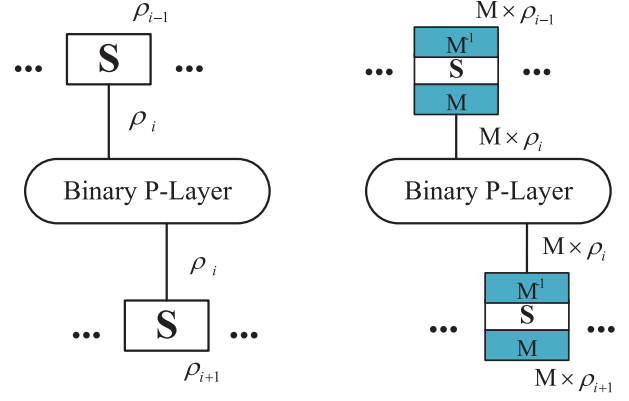 ρᵢ₋₁
... S ...
ρᵢ
Binary P-Layer
ρᵢ
... S ...
ρᵢ₊₁
M × ρᵢ₋₁
M⁻¹
... S ...
M
M × ρᵢ
Binary P-Layer
M × ρᵢ
M⁻¹
... S ...
M
M × ρᵢ₊₁